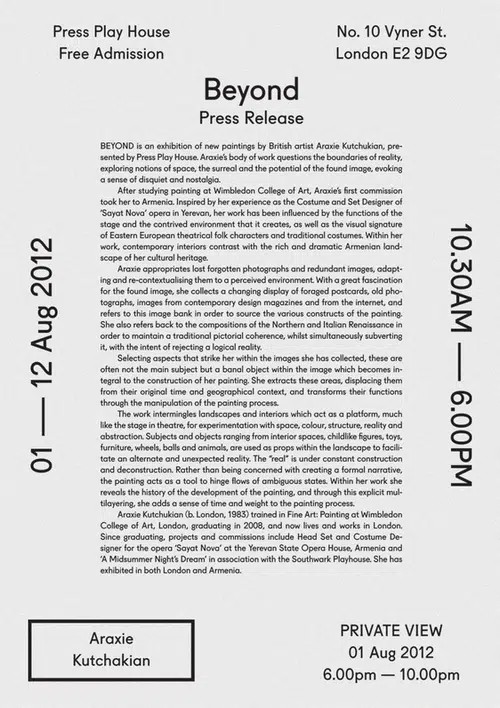 Press Play House
Free Admission
No. 10 Vyner St.
London E2 9DG
Beyond
Press Release
BEYOND is an exhibition of new paintings by British artist Araxie Kutchukian, pre-
sented by Press Play House. Araxie's body of work questions the boundaries of reality,
exploring notions of space, the surreal and the potential of the found image, evoking
a sense of disquiet and nostalgia.
After studying painting at Wimbledon College of Art, Araxie's first commission
took her to Armenia. Inspired by her experience as the Costume and Set Designer of
'Sayat Nova' opera in Yerevan, her work has been influenced by the functions of the
stage and the contrived environment that it creates, as well as the visual signature
of Eastern European theatrical folk characters and traditional costumes. Within her
work, contemporary interiors contrast with the rich and dramatic Armenian land-
scape of her cultural heritage.
Araxie appropriates lost forgotten photographs and redundant images, adapt-
ing and re-contextualising them to a perceived environment. With a great fascination
for the found image, she collects a changing display of foraged postcards, old pho-
tographs, images from contemporary design magazines and from the internet, and
refers to this image bank in order to source the various constructs of the painting.
She also refers back to the compositions of the Northern and Italian Renaissance in
order to maintain a traditional pictorial coherence, whilst simultaneously subverting
it, with the intent of rejecting a logical reality.
Selecting aspects that strike her within the images she has collected, these are
often not the main subject but a banal object within the image which becomes in-
tegral to the construction of her painting. She extracts these areas, displacing them
from their original time and geographical context, and transforms their functions
through the manipulation of the painting process.
The work intermingles landscapes and interiors which act as a platform, much
like the stage in theatre, for experimentation with space, colour, structure, reality and
abstraction. Subjects and objects ranging from interior spaces, childlike figures, toys,
furniture, wheels, balls and animals, are used as props within the landscape to facili-
tate an alternate and unexpected reality. The "real" is under constant construction
and deconstruction. Rather than being concerned with creating a formal narrative,
the painting acts as a tool to hinge flows of ambiguous states. Within her work she
reveals the history of the development of the painting, and through this explicit mul-
tilayering, she adds a sense of time and weight to the painting process.
Araxie Kutchukian (b. London, 1983) trained in Fine Art: Painting at Wimbledon
College of Art, London, graduating in 2008, and now lives and works in London.
Since graduating, projects and commissions include Head Set and Costume De-
signer for the opera 'Sayat Nova' at the Yerevan State Opera House, Armenia and
'A Midsummer Night's Dream' in association with the Southwark Playhouse. She has
exhibited in both London and Armenia.
01 — 12 Aug 2012
10.30AM — 6.00PM
Araxie
Kutchakian
PRIVATE VIEW
01 Aug 2012
6.00pm — 10.00pm